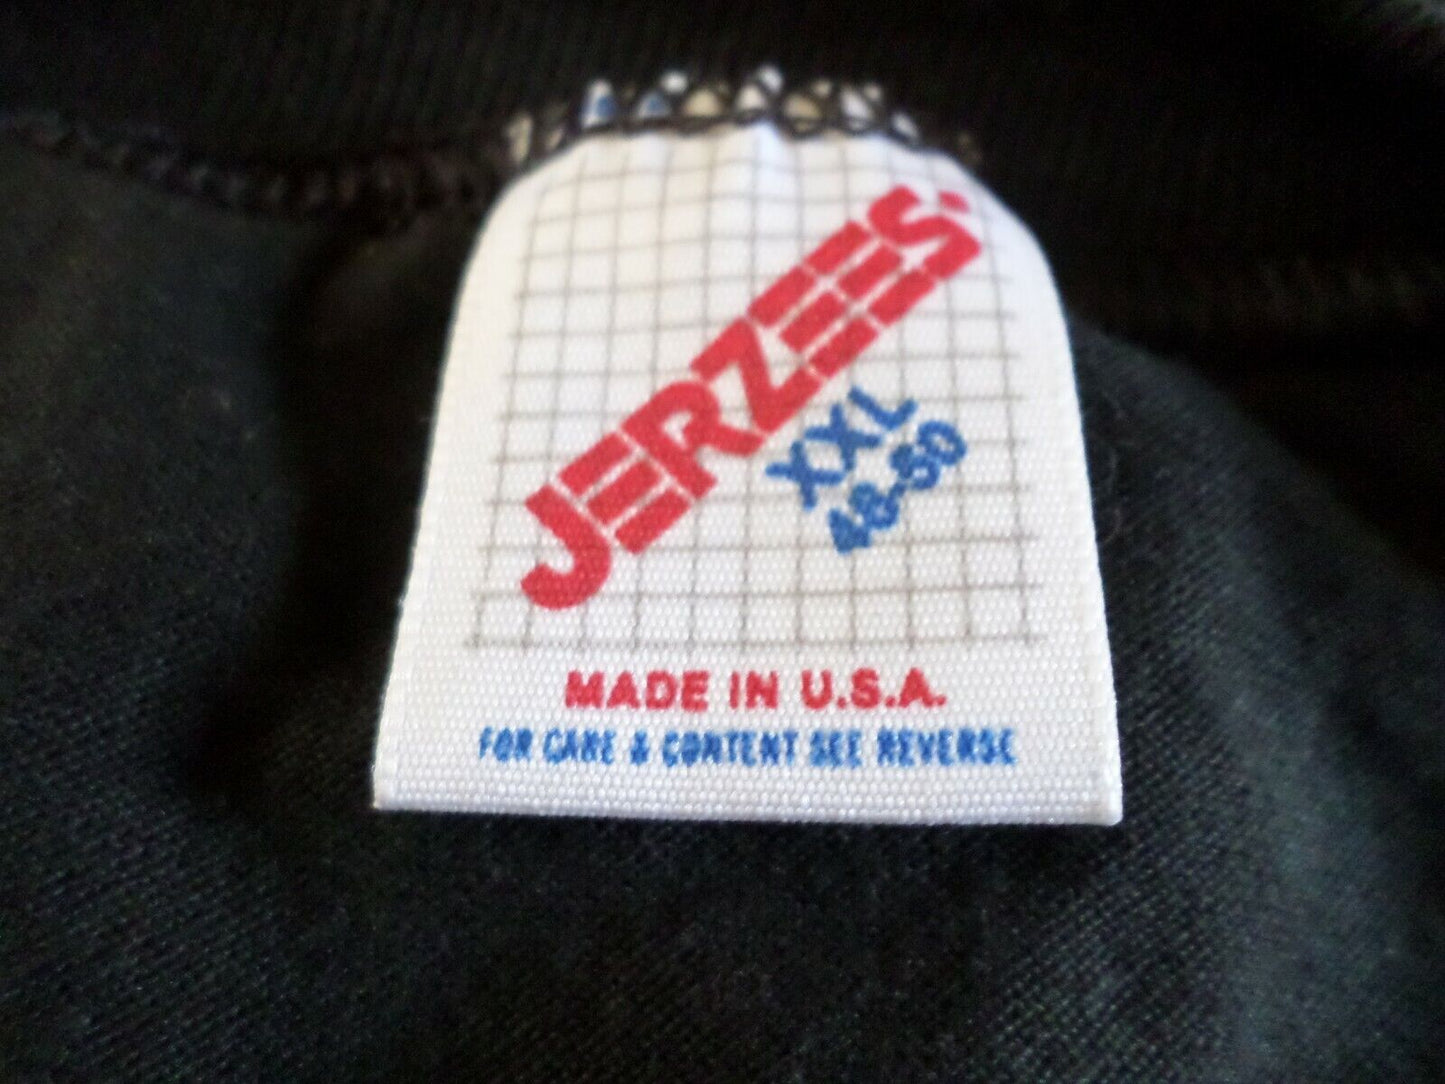 JERZEES
XXL
48-50
MADE IN U.S.A.
FOR CARE & CONTENT SEE REVERSE